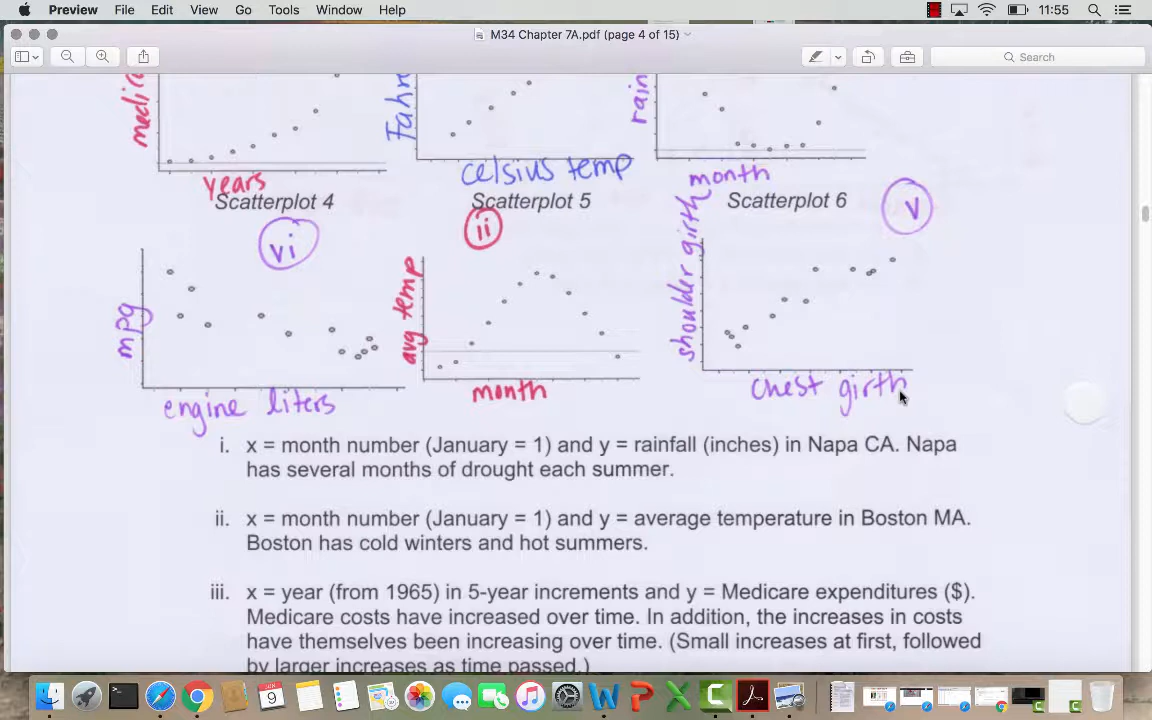 Preview File Edit View Go Tools Window Help 11:55
M34 Chapter 7A.pdf (page 4 of 15)
Search
medica
Fahre
rain
years
celsius temp
month
Scatterplot 4
Scatterplot 5
Scatterplot 6
vi
ii
v
mpg
avg temp
shoulder girth
engine liters
month
chest girth
i. x = month number (January = 1) and y = rainfall (inches) in Napa CA. Napa
has several months of drought each summer.
ii. x = month number (January = 1) and y = average temperature in Boston MA.
Boston has cold winters and hot summers.
iii. x = year (from 1965) in 5-year increments and y = Medicare expenditures ($).
Medicare costs have increased over time. In addition, the increases in costs
have themselves been increasing over time. (Small increases at first, followed
by larger increases as time passed.)
9